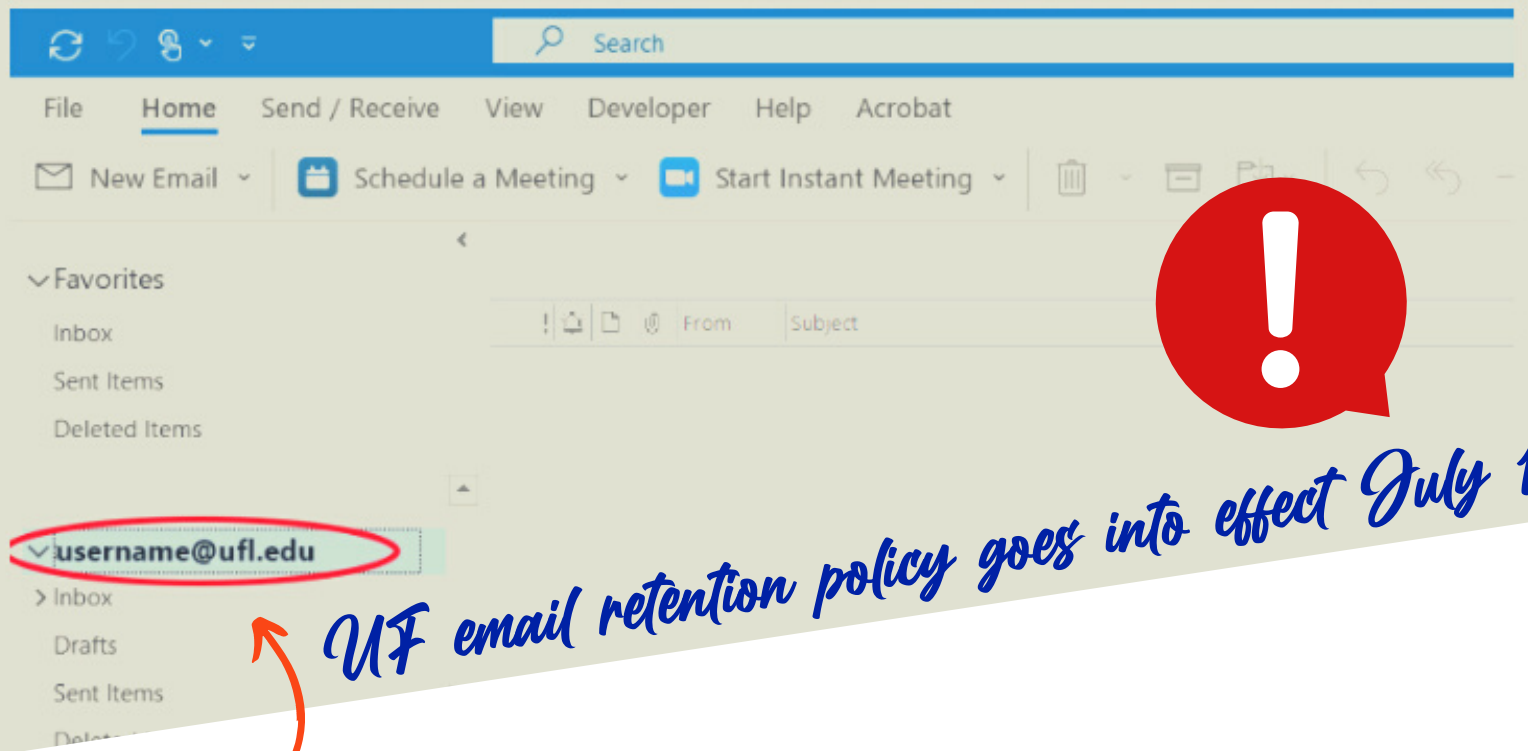 Search
File Home Send / Receive View Developer Help Acrobat
New Email Schedule a Meeting Start Instant Meeting
Favorites
! From Subject
Inbox
Sent Items
Deleted Items
username@ufl.edu
Inbox
Drafts
Sent Items
UF email retention policy goes into effect July